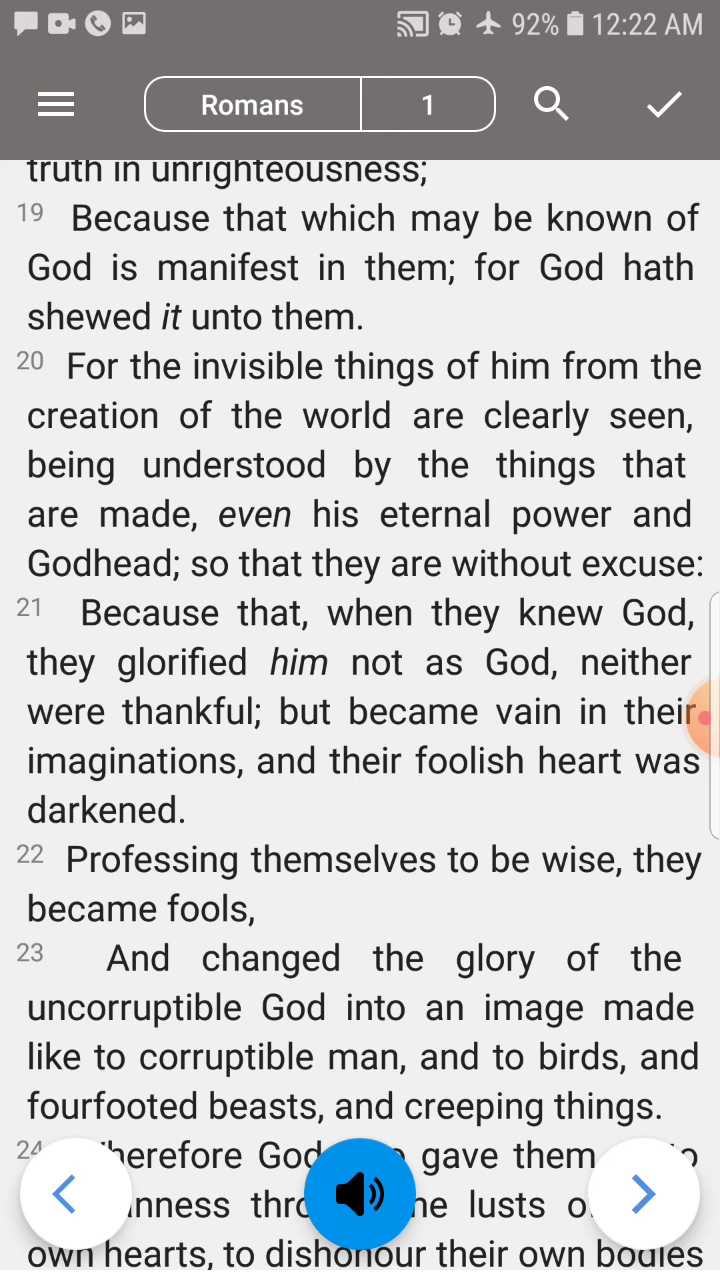 92% 12:22 AM
Romans 1
truth in unrighteousness;
19 Because that which may be known of
God is manifest in them; for God hath
shewed it unto them.
20 For the invisible things of him from the
creation of the world are clearly seen,
being understood by the things that
are made, even his eternal power and
Godhead; so that they are without excuse:
21 Because that, when they knew God,
they glorified him not as God, neither
were thankful; but became vain in their
imaginations, and their foolish heart was
darkened.
22 Professing themselves to be wise, they
became fools,
23 And changed the glory of the
uncorruptible God into an image made
like to corruptible man, and to birds, and
fourfooted beasts, and creeping things.
24 herefore God gave them
lusts
own hearts, to dishonour their own bodies